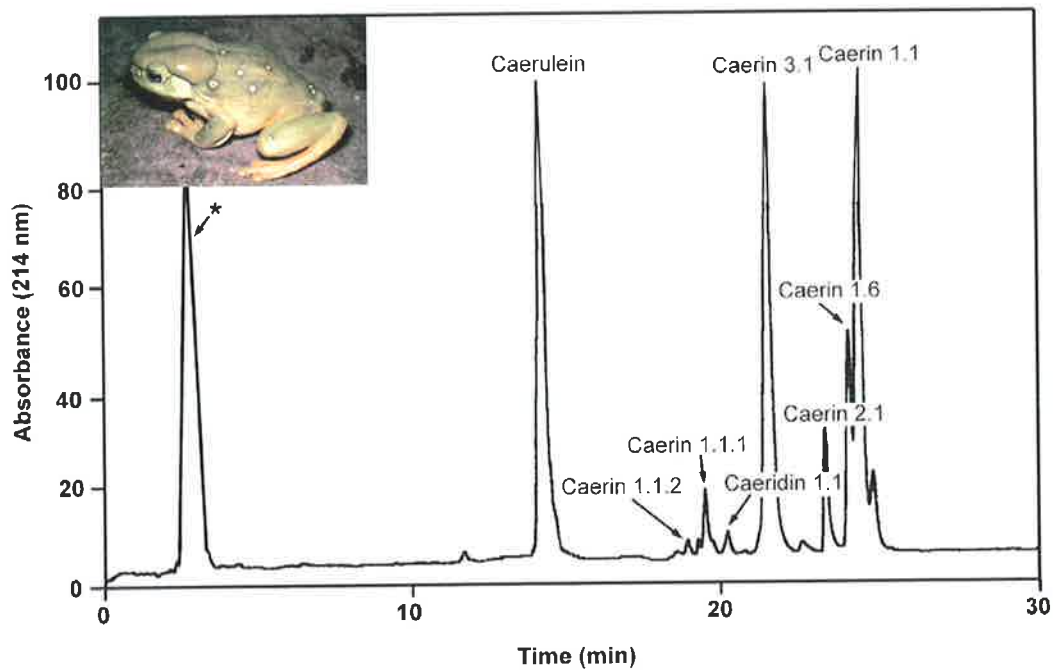 Caerulein
Caerin 3.1
Caerin 1.1
100
80
*
60
Caerin 1.6
40
Caerin 2.1
Caerin 1.1.1
Caerin 1.1.2
Caeridin 1.1
20
0
Absorbance (214 nm)
0
10
20
30
Time (min)